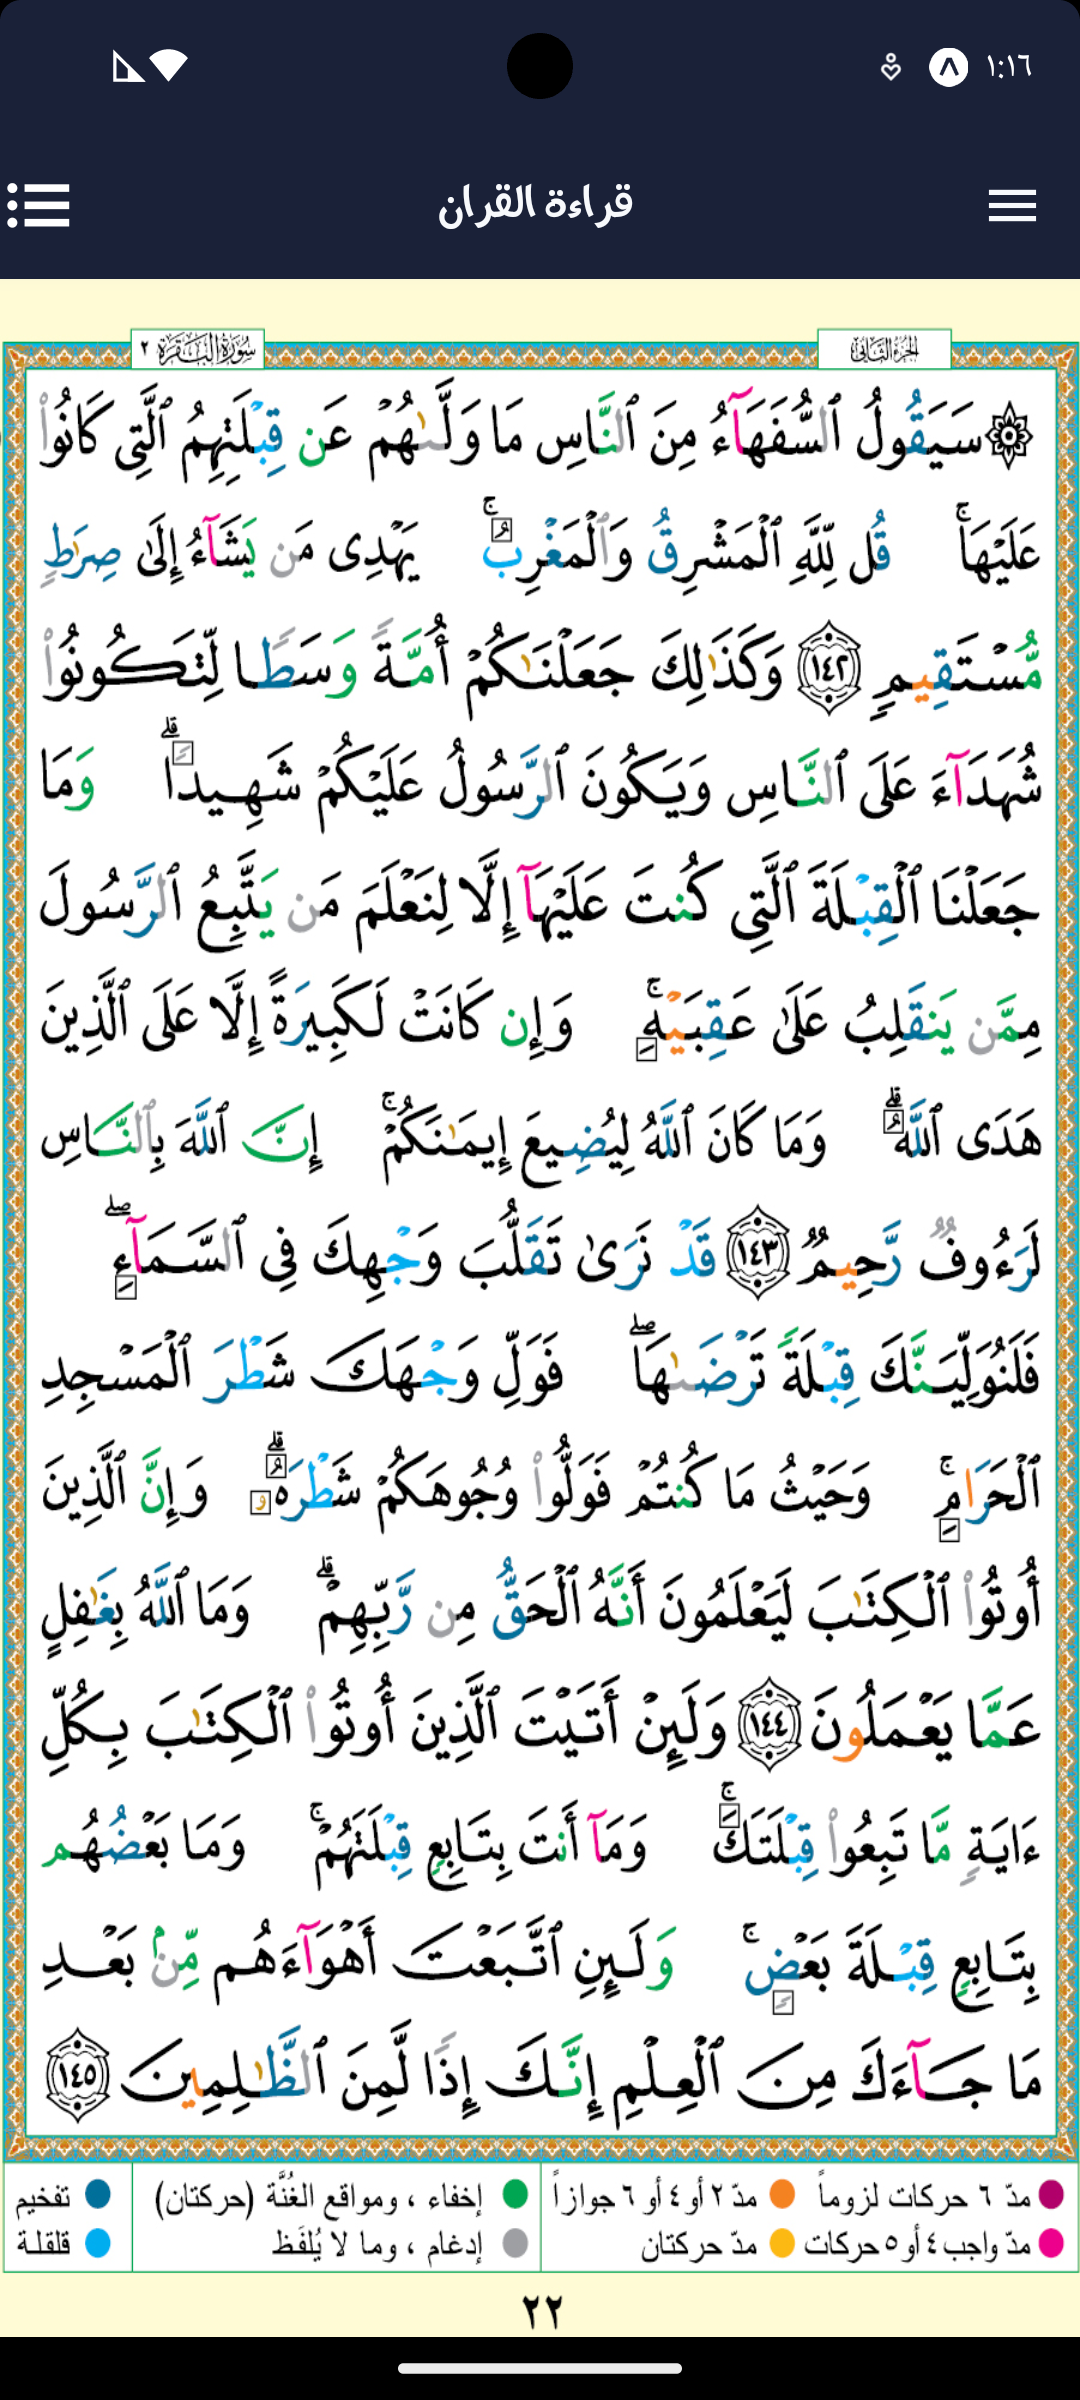 ١:١٦
قراءة القران
الجزء الثاني
سورة البقرة ٢
۞ سَيَقُولُ ٱلسُّفَهَآءُ مِنَ ٱلنَّاسِ مَا وَلَّىٰهُمْ عَن قِبْلَتِهِمُ ٱلَّتِى كَانُوا۟
عَلَيْهَا ۚ قُل لِّلَّهِ ٱلْمَشْرِقُ وَٱلْمَغْرِبُ ۚ يَهْدِى مَن يَشَآءُ إِلَىٰ صِرَٰطٍ
مُّسْتَقِيمٍ ١٤٢ وَكَذَٰلِكَ جَعَلْنَٰكُمْ أُمَّةً وَسَطًا لِّتَكُونُوا۟
شُهَدَآءَ عَلَى ٱلنَّاسِ وَيَكُونَ ٱلرَّسُولُ عَلَيْكُمْ شَهِيدًا ۗ وَمَا
جَعَلْنَا ٱلْقِبْلَةَ ٱلَّتِى كُنتَ عَلَيْهَآ إِلَّا لِنَعْلَمَ مَن يَتَّبِعُ ٱلرَّسُولَ
مِمَّن يَنقَلِبُ عَلَىٰ عَقِبَيْهِ ۚ وَإِن كَانَتْ لَكَبِيرَةً إِلَّا عَلَى ٱلَّذِينَ
هَدَى ٱللَّهُ ۗ وَمَا كَانَ ٱللَّهُ لِيُضِيعَ إِيمَٰنَكُمْ ۚ إِنَّ ٱللَّهَ بِٱلنَّاسِ
لَرَءُوفٌ رَّحِيمٌ ١٤٣ قَدْ نَرَىٰ تَقَلُّبَ وَجْهِكَ فِى ٱلسَّمَآءِ ۖ
فَلَنُوَلِّيَنَّكَ قِبْلَةً تَرْضَىٰهَا ۖ فَوَلِّ وَجْهَكَ شَطْرَ ٱلْمَسْجِدِ
ٱلْحَرَامِ ۚ وَحَيْثُ مَا كُنتُمْ فَوَلُّوا۟ وُجُوهَكُمْ شَطْرَهُۥ ۗ وَإِنَّ ٱلَّذِينَ
أُوتُوا۟ ٱلْكِتَٰبَ لَيَعْلَمُونَ أَنَّهُ ٱلْحَقُّ مِن رَّبِّهِمْ ۗ وَمَا ٱللَّهُ بِغَٰفِلٍ
عَمَّا يَعْمَلُونَ ١٤٤ وَلَئِنْ أَتَيْتَ ٱلَّذِينَ أُوتُوا۟ ٱلْكِتَٰبَ بِكُلِّ
ءَايَةٍ مَّا تَبِعُوا۟ قِبْلَتَكَ ۚ وَمَآ أَنتَ بِتَابِعٍ قِبْلَتَهُمْ ۚ وَمَا بَعْضُهُم
بِتَابِعٍ قِبْلَةَ بَعْضٍ ۚ وَلَئِنِ ٱتَّبَعْتَ أَهْوَآءَهُم مِّنۢ بَعْدِ
مَا جَآءَكَ مِنَ ٱلْعِلْمِ إِنَّكَ إِذًا لَّمِنَ ٱلظَّٰلِمِينَ ١٤٥
مدّ ٦ حركات لزوماً مدّ ٢ أو ٤ أو ٦ جوازاً إخفاء ، ومواقع الغُنَّة (حركتان) تفخيم
مدّ واجب ٤ أو ٥ حركات مدّ حركتان إدغام ، وما لا يُلفَظ قلقلة
٢٢